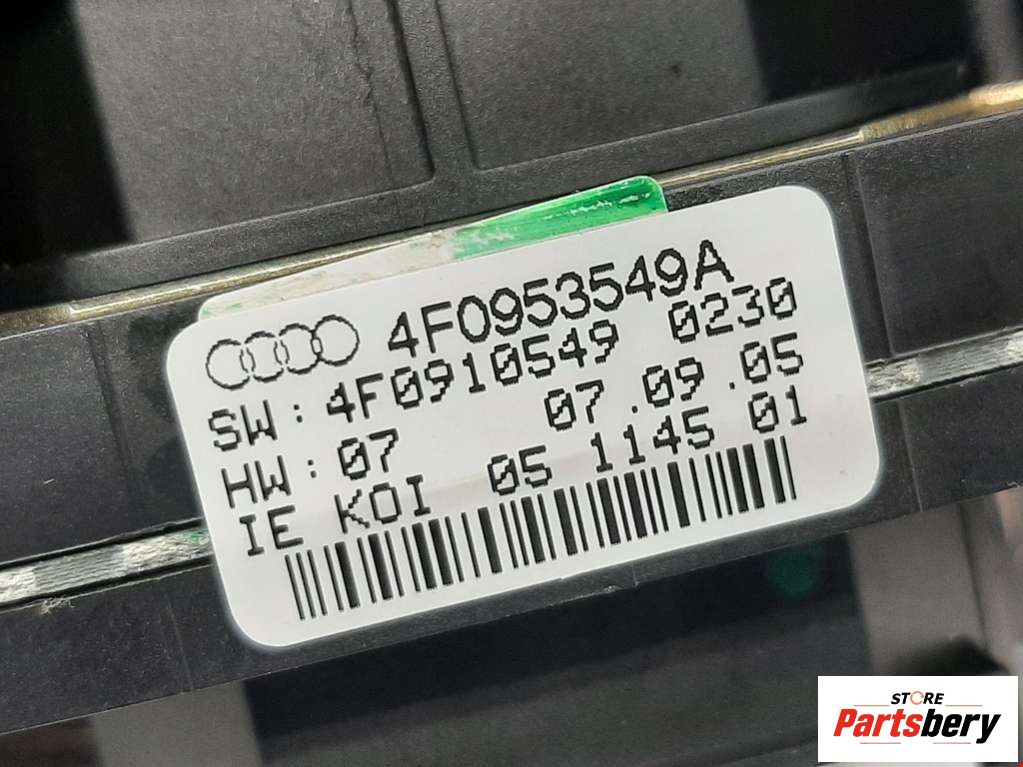 4F0953549A
SW: 4F0910549 0230
HW: 07 07.09.05
IE KOI 05 1145 01
STORE
Partsbery